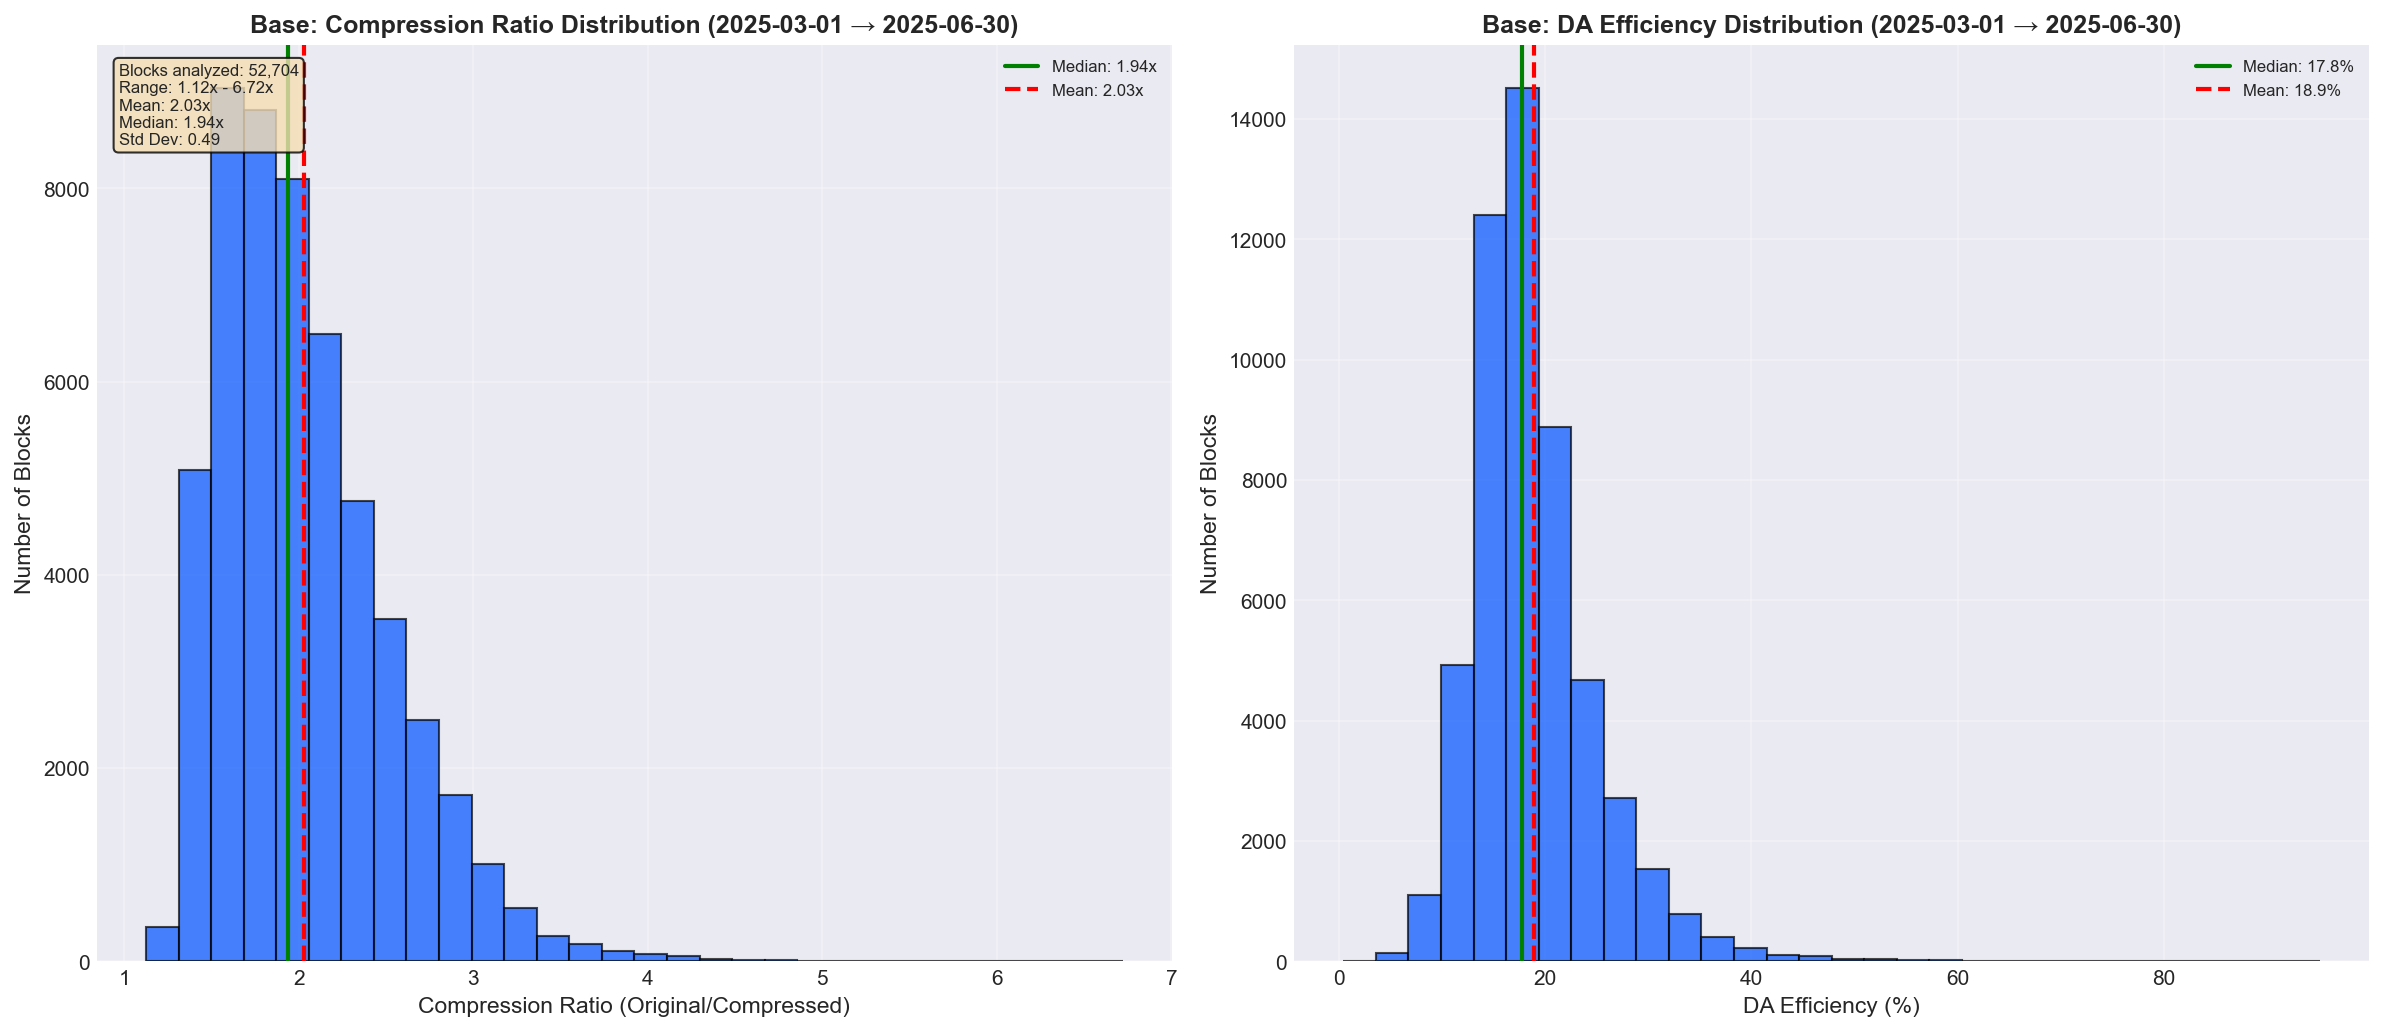 Base: Compression Ratio Distribution (2025-03-01 → 2025-06-30)
Blocks analyzed: 52,704
Range: 1.12x - 6.72x
Mean: 2.03x
Median: 1.94x
Std Dev: 0.49
Median: 1.94x
Mean: 2.03x
Number of Blocks
8000
6000
4000
2000
0
1 2 3 4 5 6 7
Compression Ratio (Original/Compressed)
Base: DA Efficiency Distribution (2025-03-01 → 2025-06-30)
Median: 17.8%
Mean: 18.9%
Number of Blocks
14000
12000
10000
8000
6000
4000
2000
0
0 20 40 60 80
DA Efficiency (%)